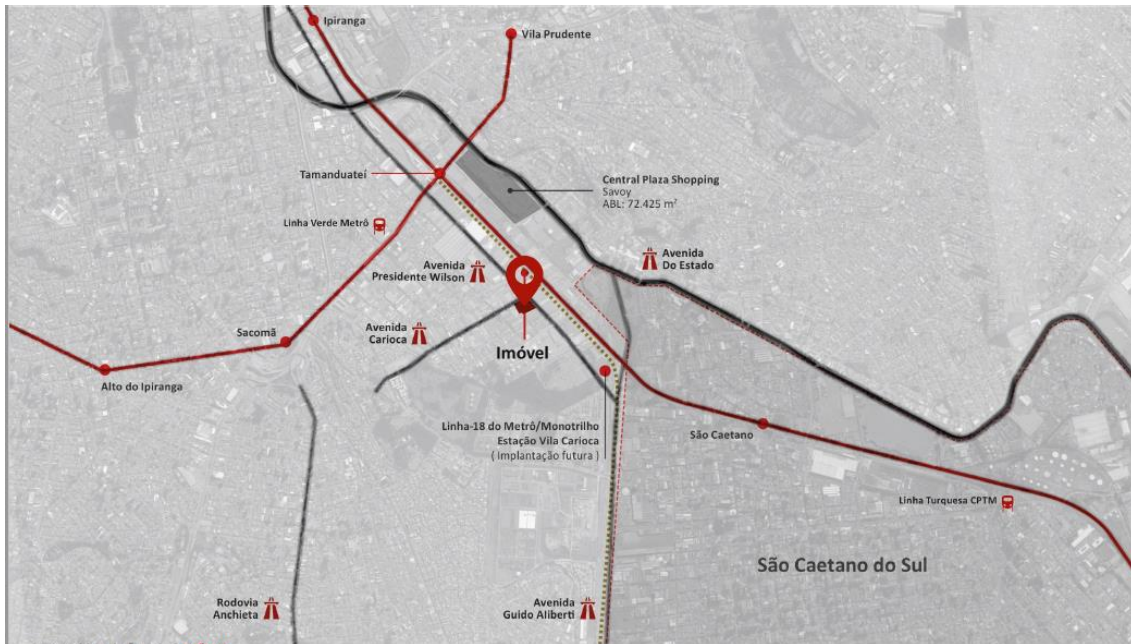 Ipiranga
Vila Prudente
Tamanduateí
Central Plaza Shopping
Savoy
ABL: 72.425 m²
Linha Verde Metrô
Avenida
Do Estado
Avenida
Presidente Wilson
Avenida
Carioca
Sacomã
Imóvel
Alto do Ipiranga
Linha-18 do Metrô/Monotrilho
Estação Vila Carioca
( Implantação futura )
São Caetano
Linha Turquesa CPTM
São Caetano do Sul
Rodovia
Anchieta
Avenida
Guido Aliberti